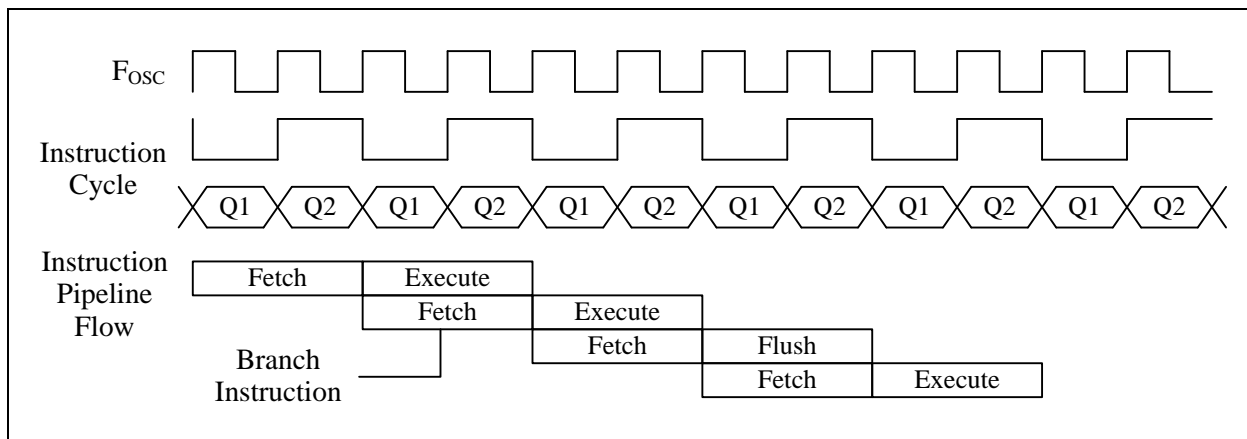 FOSC
Instruction
Cycle
Q1 Q2 Q1 Q2 Q1 Q2 Q1 Q2 Q1 Q2 Q1 Q2
Instruction
Pipeline
Flow
Fetch Execute
Fetch Execute
Fetch Flush
Fetch Execute
Branch
Instruction